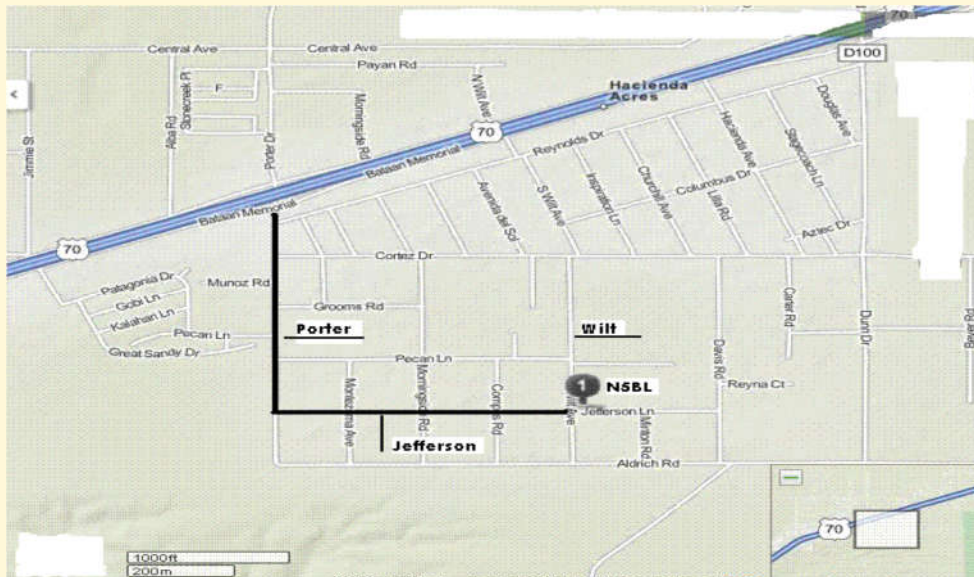 70
D100
Central Ave
Central Ave
Payan Rd
N Wilt Ave
Hacienda
Acres
Jimmie St
Stonecreek Pl
F
Alba Rd
Porter Dr
Morningside Rd
70
Bataan Memorial
Reynolds Dr
Douglas Ave
Hacienda Ave
Stagecoach Ln
Columbus Dr
Bataan Memorial
Avenida del Sol
S Wilt Ave
Inspiration Ln
Churchill Ave
Lilia Rd
Aztec Dr
70
Cortez Dr
Patagonia Dr
Munoz Rd
Gobi Ln
Kalahari Ln
Grooms Rd
Carter Rd
Dunn Dr
Porter
Wilt
Pecan Ln
Great Sandy Dr
Pecan Ln
Davis Rd
Reyna Ct
Montezuma Ave
Morningside Rd
Compas Rd
1
N5BL
Jefferson Ln
Minton Rd
Jefferson
Aldrich Rd
70
1000ft
200m